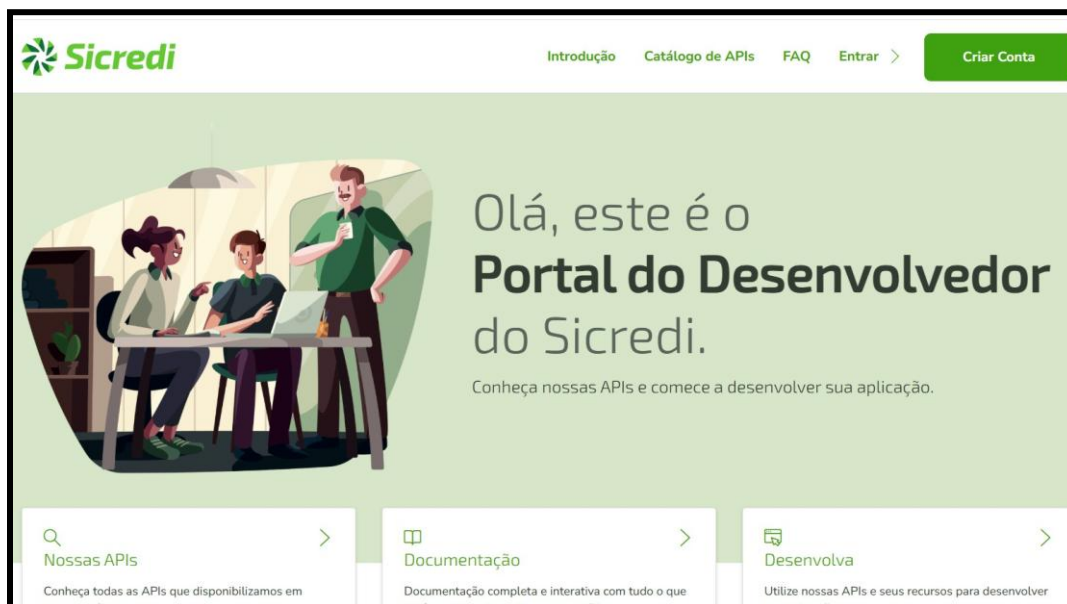 Sicredi
Introdução Catálogo de APIs FAQ Entrar Criar Conta
Olá, este é o
Portal do Desenvolvedor
do Sicredi.
Conheça nossas APIs e comece a desenvolver sua aplicação.
Nossas APIs
Conheça todas as APIs que disponibilizamos em
Documentação
Documentação completa e interativa com tudo o que
Desenvolva
Utilize nossas APIs e seus recursos para desenvolver